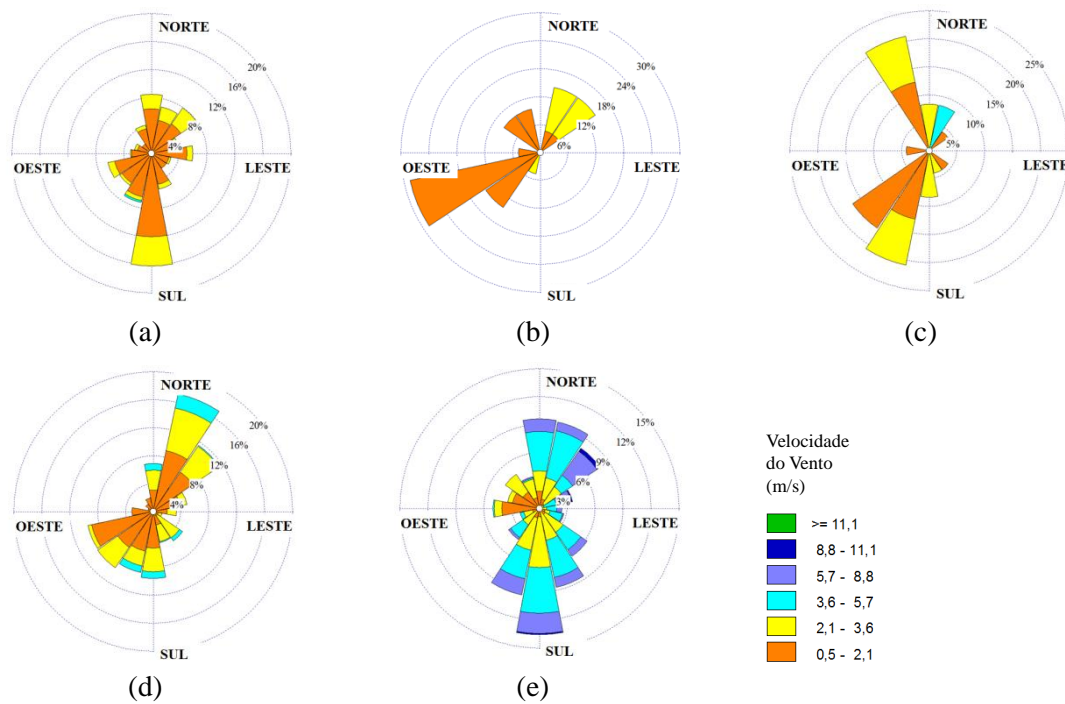 NORTE
20%
16%
12%
8%
4%
OESTE
LESTE
SUL
(a)
NORTE
30%
24%
18%
12%
6%
OESTE
LESTE
SUL
(b)
NORTE
25%
20%
15%
10%
5%
OESTE
LESTE
SUL
(c)
NORTE
20%
16%
12%
8%
4%
OESTE
LESTE
SUL
(d)
NORTE
15%
12%
9%
6%
3%
OESTE
LESTE
SUL
(e)
Velocidade
do Vento
(m/s)
>= 11,1
8,8 - 11,1
5,7 - 8,8
3,6 - 5,7
2,1 - 3,6
0,5 - 2,1